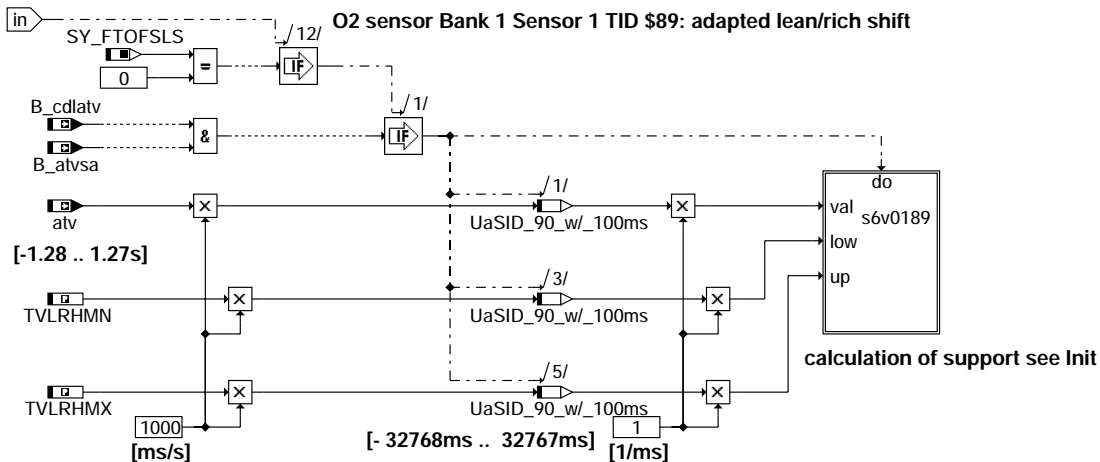 in
O2 sensor Bank 1 Sensor 1 TID $89: adapted lean/rich shift
SY_FTOFSLS
/12/
0
=
IF
/1/
B_cdlatv
&
IF
B_atvsa
do
s6v0189
/1/
atv
UaSID_90_w/_100ms
val
[-1.28 .. 1.27s]
low
/3/
up
TVLRHMN
UaSID_90_w/_100ms
calculation of support see Init
/5/
TVLRHMX
UaSID_90_w/_100ms
1000
[ms/s]
[- 32768ms .. 32767ms]
1
[1/ms]